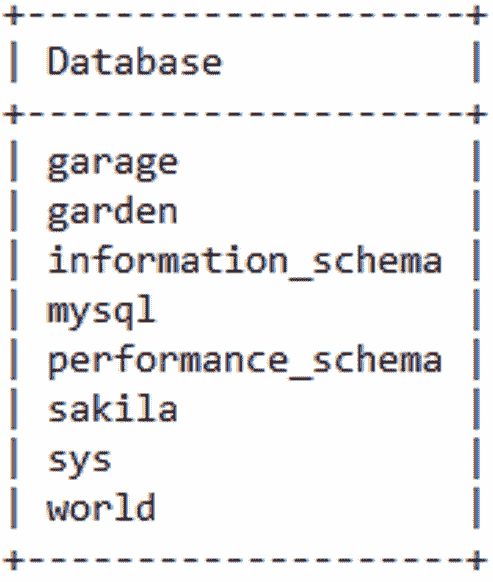 +--------------------+
| Database           |
+--------------------+
| garage             |
| garden             |
| information_schema |
| mysql              |
| performance_schema |
| sakila             |
| sys                |
| world              |
+--------------------+